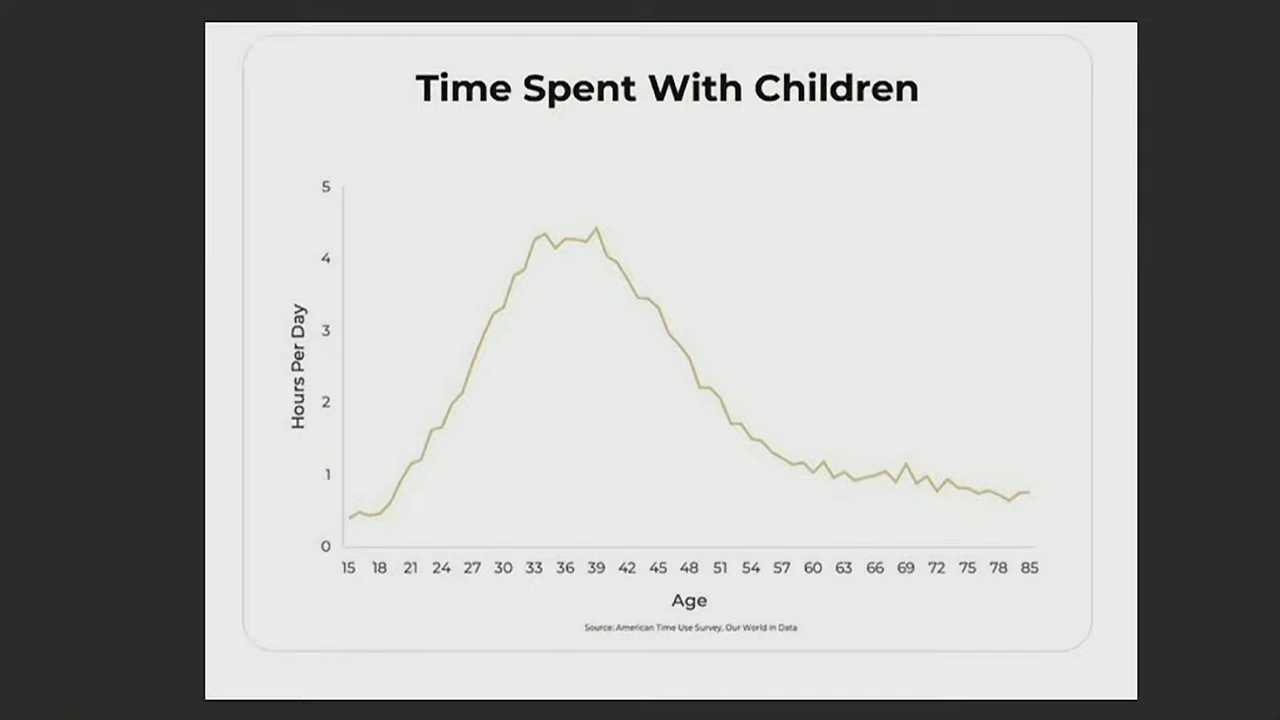 Time Spent With Children
5
4
3
2
1
0
Hours Per Day
15 18 21 24 27 30 33 36 39 42 45 48 51 54 57 60 63 66 69 72 75 78 85
Age
Source: American Time Use Survey, Our World in Data